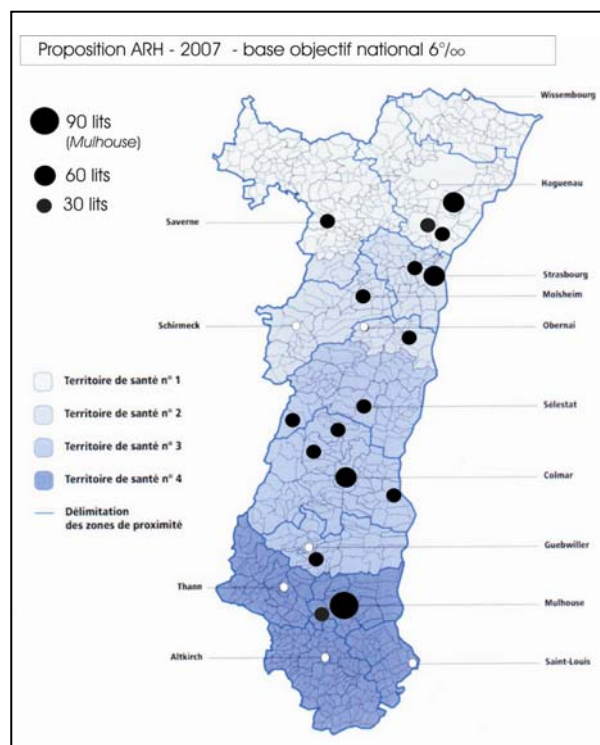 Proposition ARH - 2007 - base objectif national 6°/oo
90 lits
(Mulhouse)
60 lits
30 lits
Wissembourg
Haguenau
Saverne
Strasbourg
Molsheim
Schirmeck
Obernai
Territoire de santé n° 1
Territoire de santé n° 2
Sélestat
Territoire de santé n° 3
Territoire de santé n° 4
Colmar
Délimitation
des zones de proximité
Guebwiller
Thann
Mulhouse
Altkirch
Saint-Louis